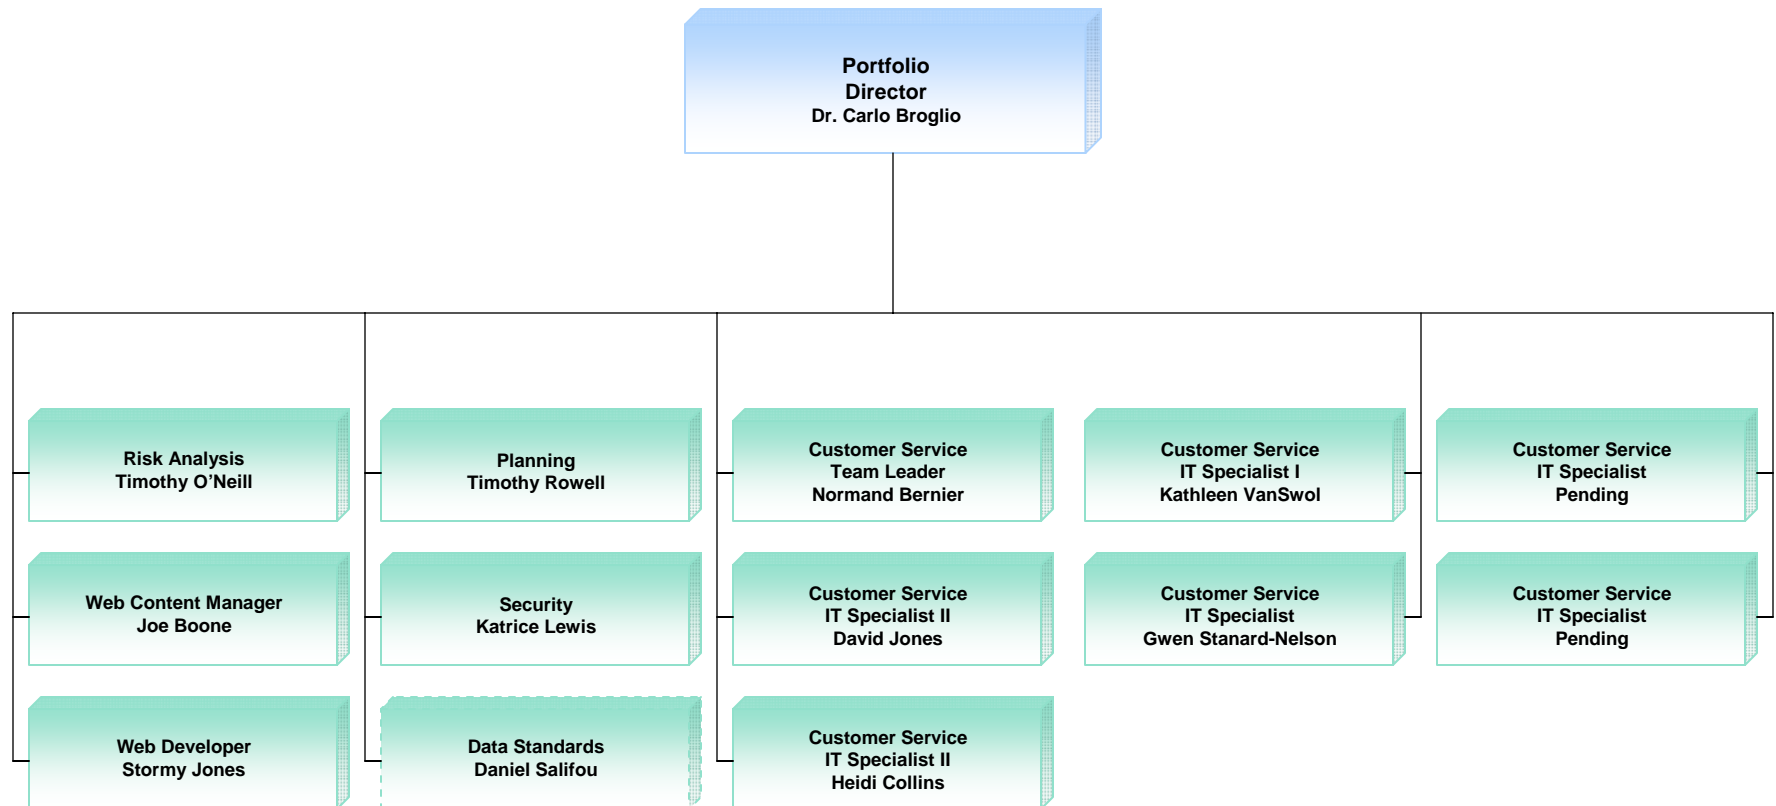 Portfolio
Director
Dr. Carlo Broglio
Risk Analysis
Timothy O’Neill
Planning
Timothy Rowell
Customer Service
Team Leader
Normand Bernier
Customer Service
IT Specialist I
Kathleen VanSwol
Customer Service
IT Specialist
Pending
Web Content Manager
Joe Boone
Security
Katrice Lewis
Customer Service
IT Specialist II
David Jones
Customer Service
IT Specialist
Gwen Stanard-Nelson
Customer Service
IT Specialist
Pending
Web Developer
Stormy Jones
Data Standards
Daniel Salifou
Customer Service
IT Specialist II
Heidi Collins